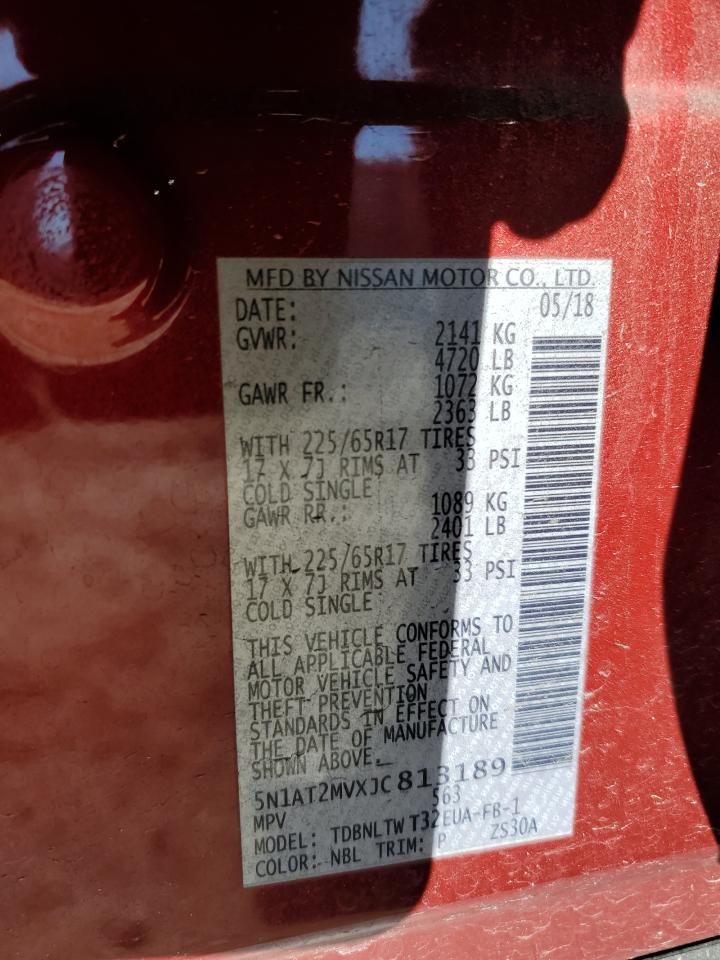 MFD BY NISSAN MOTOR CO., LTD.
DATE: 05/18
GVWR: 2141 KG
4720 LB
GAWR FR.: 1072 KG
2363 LB
WITH 225/65R17 TIRES
17 X 7J RIMS AT 33 PSI
COLD SINGLE
GAWR RR.: 1089 KG
2401 LB
WITH 225/65R17 TIRES
17 X 7J RIMS AT 33 PSI
COLD SINGLE
THIS VEHICLE CONFORMS TO
ALL APPLICABLE FEDERAL
MOTOR VEHICLE SAFETY AND
THEFT PREVENTION
STANDARDS IN EFFECT ON
THE DATE OF MANUFACTURE
SHOWN ABOVE.
5N1AT2MVXJC813189
MPV 563
MODEL: TDBNLTW T32EUA-FB-1
COLOR: NBL TRIM: P ZS30A